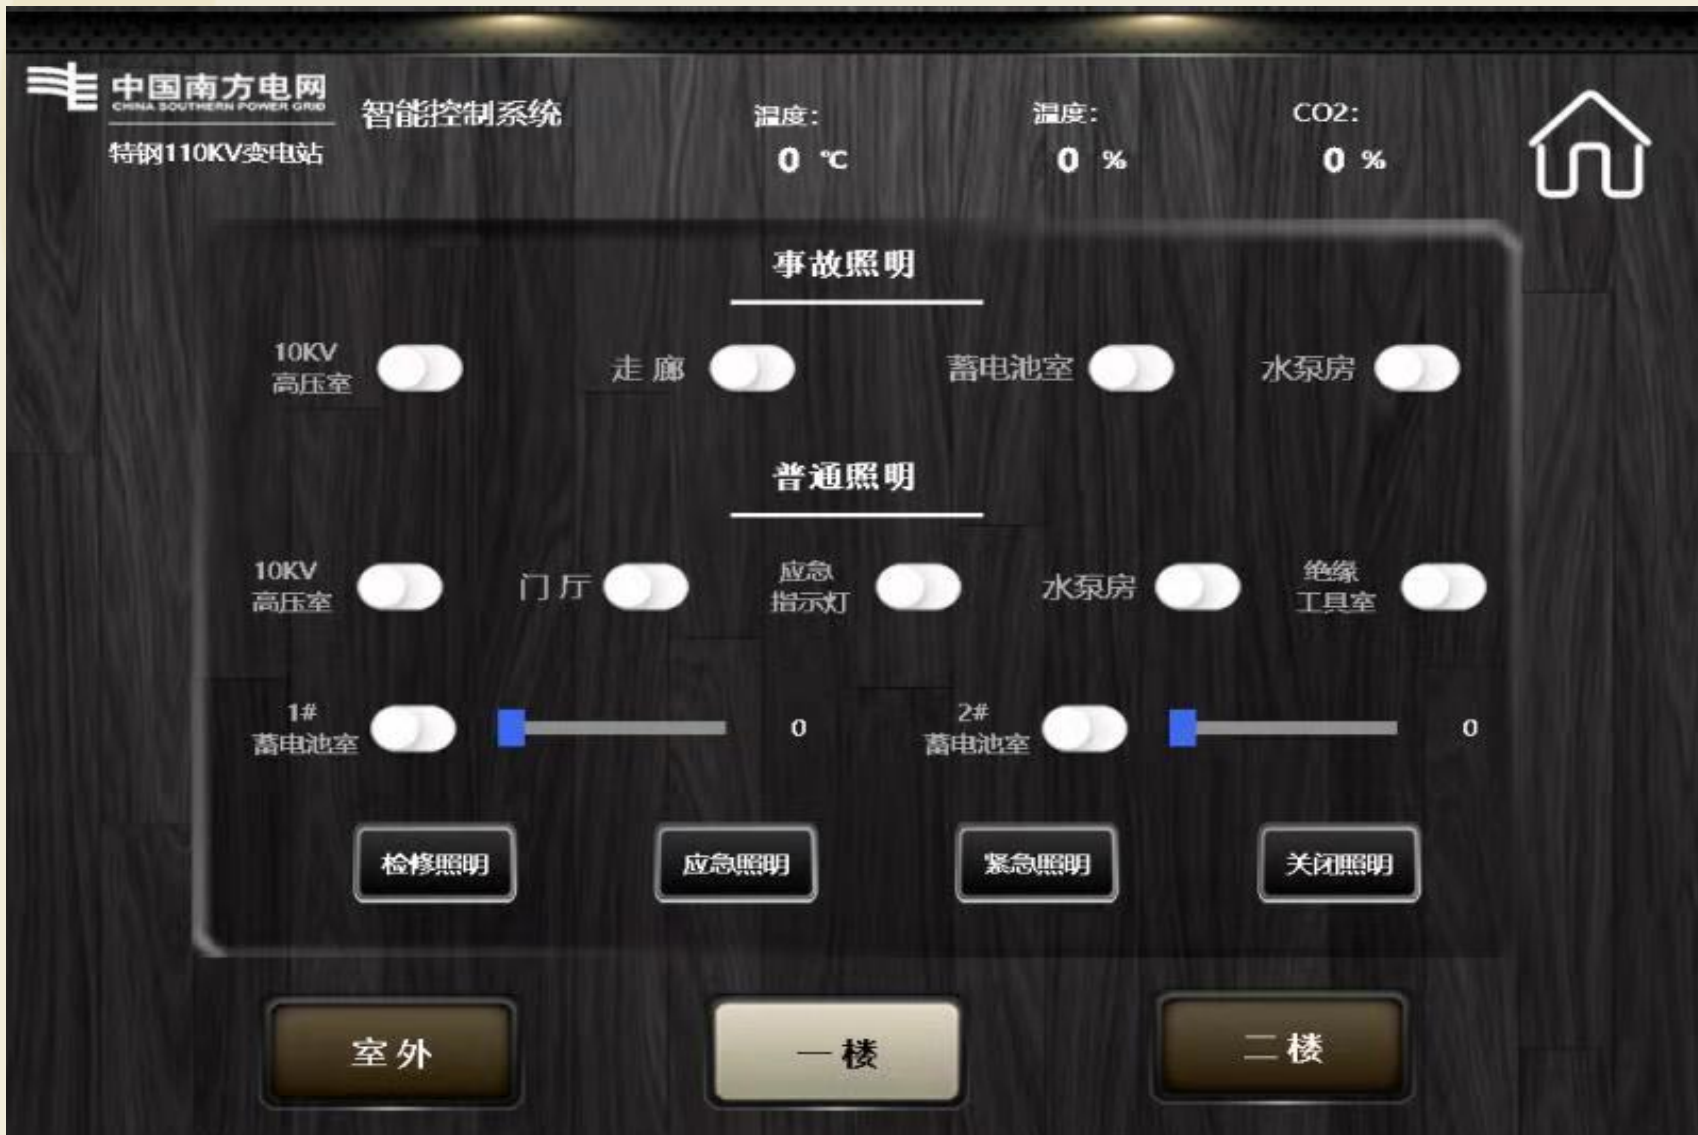 中国南方电网
CHINA SOUTHERN POWER GRID
特钢110KV变电站
智能控制系统
温度:
0 ℃
温度:
0 %
CO2:
0 %
事故照明
10KV
高压室
走廊
蓄电池室
水泵房
普通照明
10KV
高压室
门厅
应急
指示灯
水泵房
绝缘
工具室
1#
蓄电池室
0
2#
蓄电池室
0
检修照明
应急照明
紧急照明
关闭照明
室外
一楼
二楼